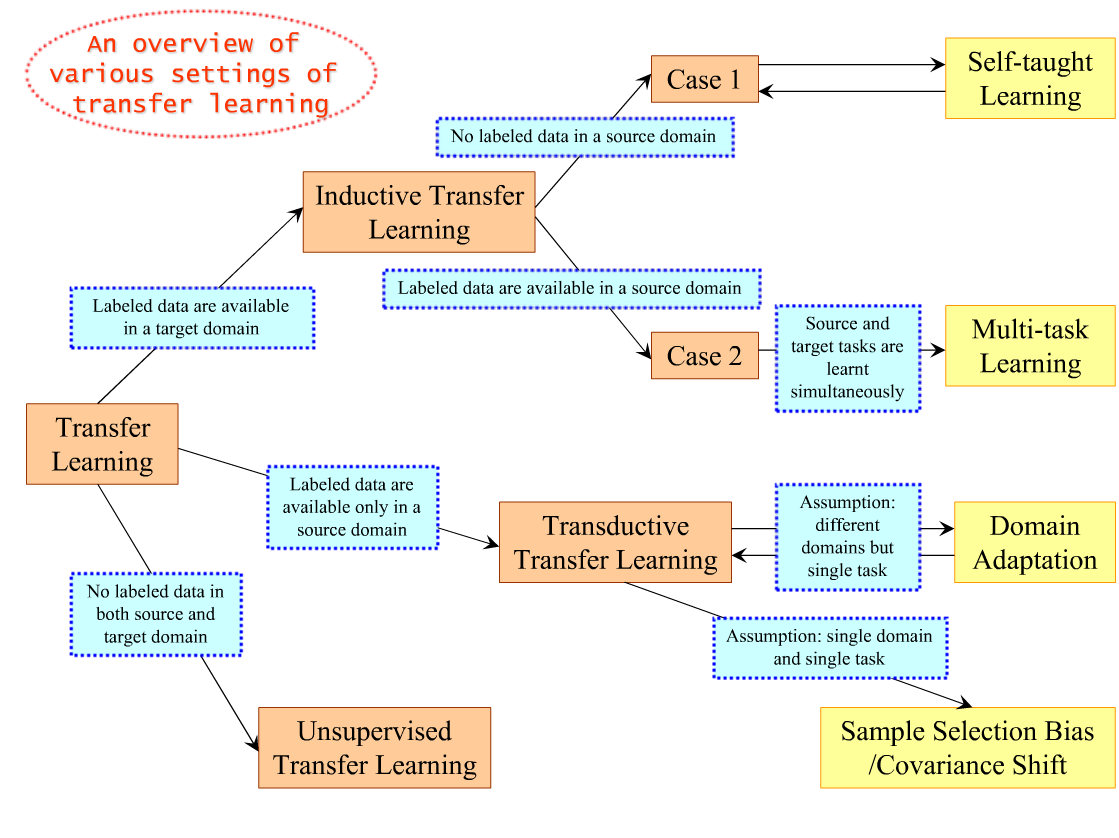 An overview of
various settings of
transfer learning
Case 1
Self-taught
Learning
No labeled data in a source domain
Inductive Transfer
Learning
Labeled data are available in a source domain
Labeled data are available
in a target domain
Case 2
Source and
target tasks are
learnt
simultaneously
Multi-task
Learning
Transfer
Learning
Labeled data are
available only in a
source domain
Transductive
Transfer Learning
Assumption:
different
domains but
single task
Domain
Adaptation
No labeled data in
both source and
target domain
Assumption: single domain
and single task
Unsupervised
Transfer Learning
Sample Selection Bias
/Covariance Shift